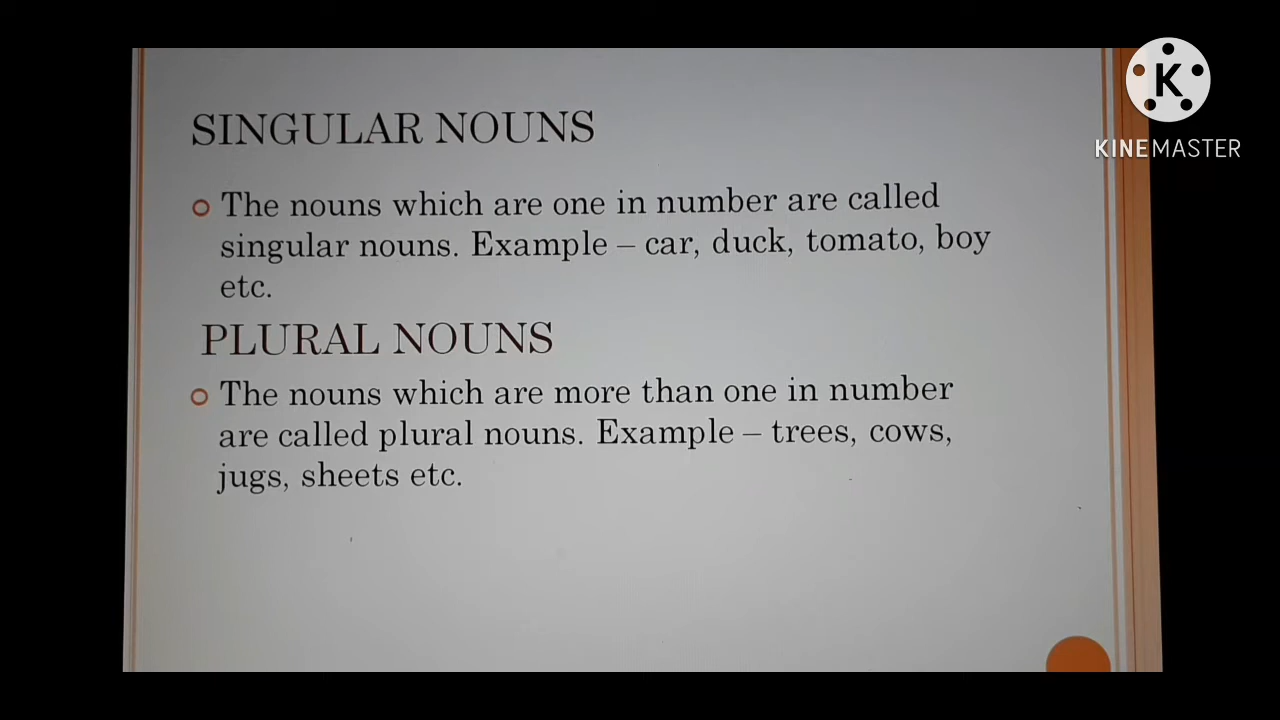 K
KINEMASTER
SINGULAR NOUNS
The nouns which are one in number are called
singular nouns. Example – car, duck, tomato, boy
etc.
PLURAL NOUNS
The nouns which are more than one in number
are called plural nouns. Example – trees, cows,
jugs, sheets etc.